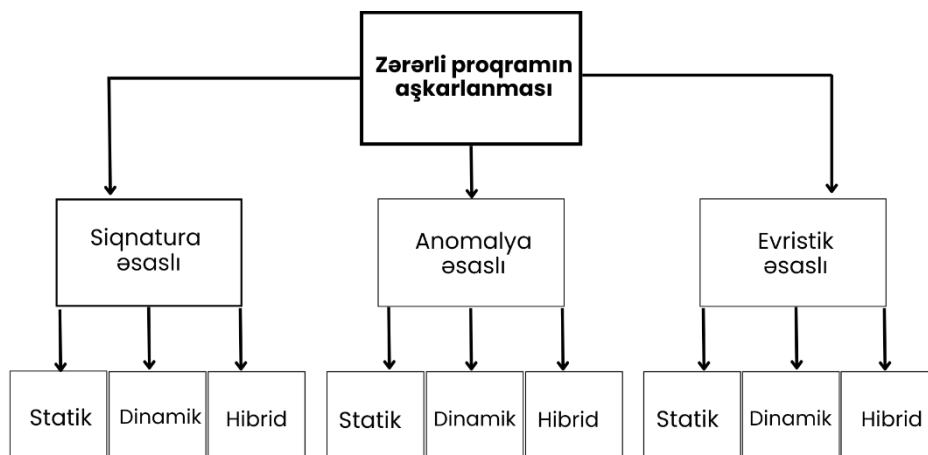 Zərərli proqramın
aşkarlanması
Siqnatura
əsaslı
Anomalya
əsaslı
Evristik
əsaslı
Statik
Dinamik
Hibrid
Statik
Dinamik
Hibrid
Statik
Dinamik
Hibrid